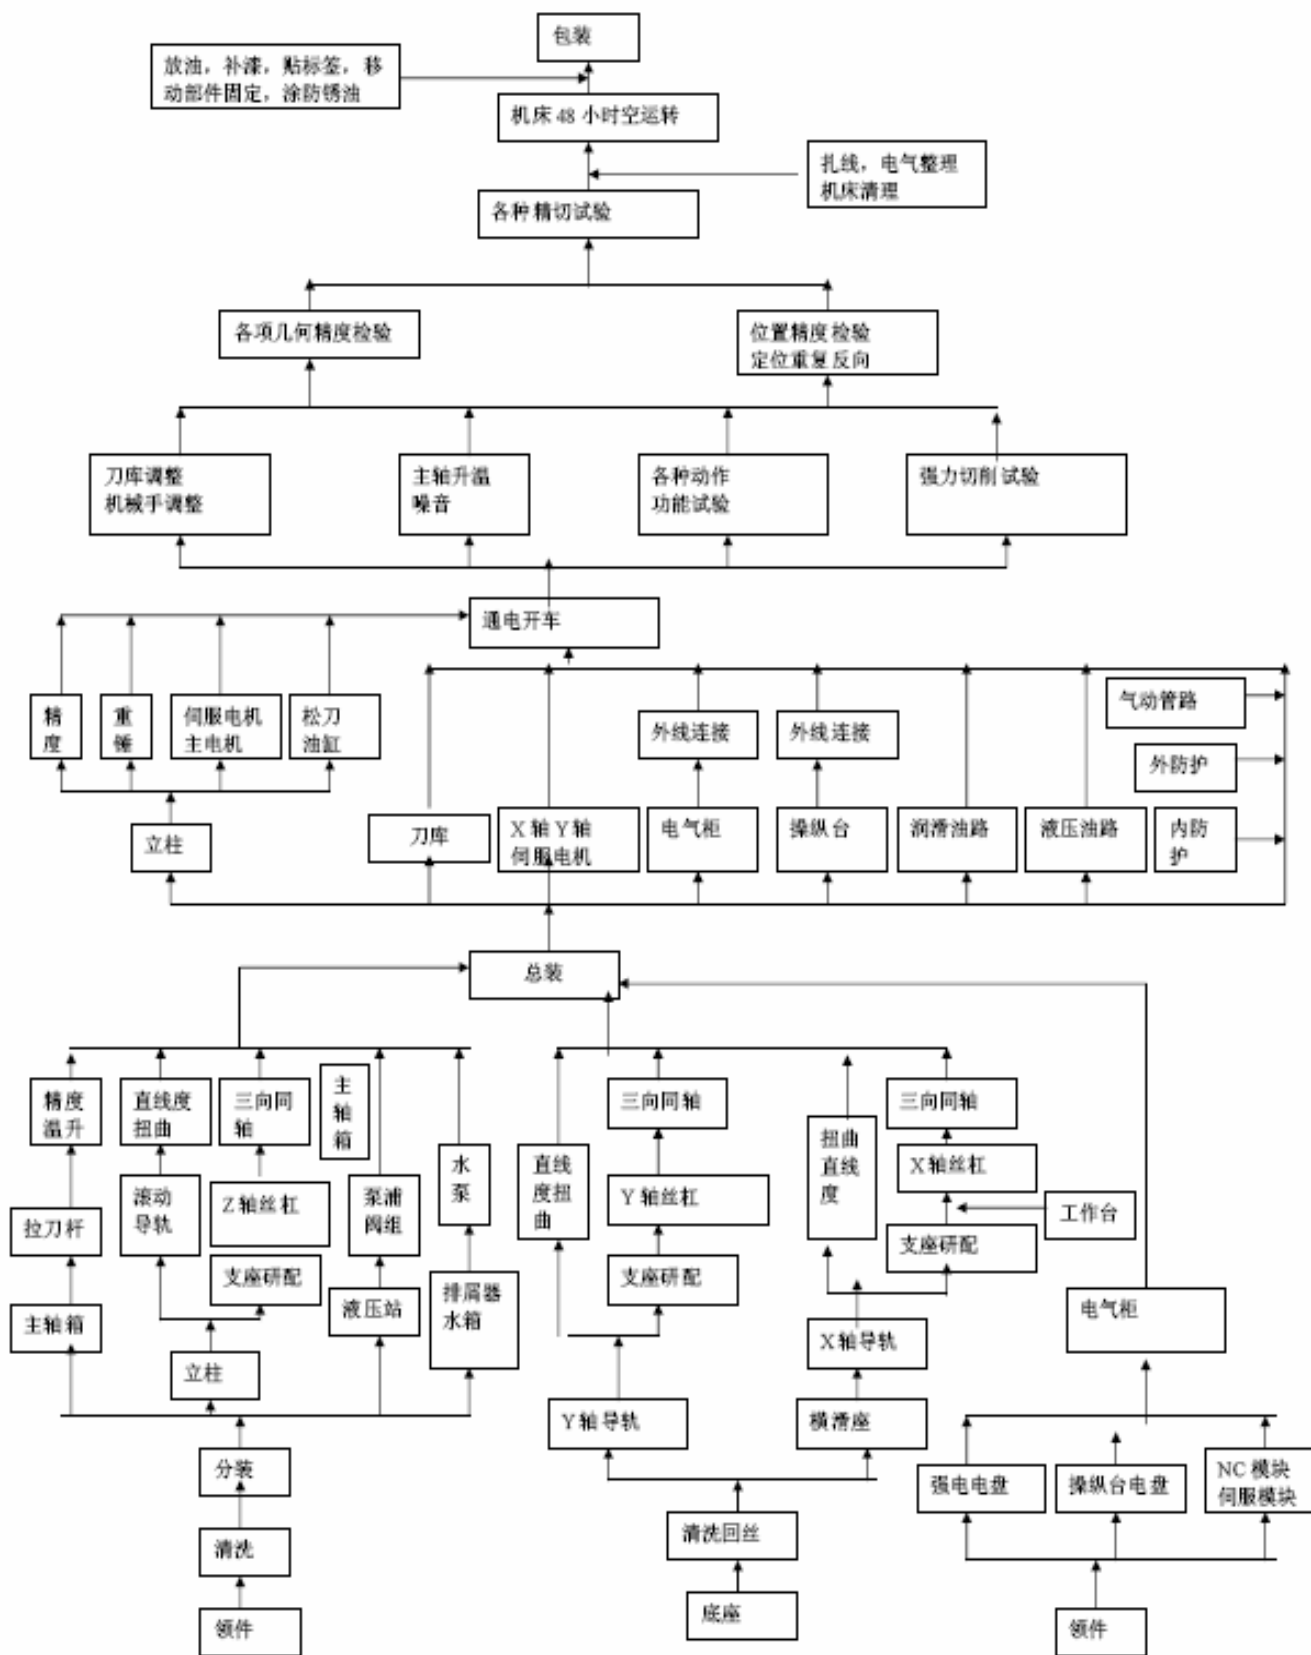 包装
放油，补漆，贴标签，移
动部件固定，涂防锈油
机床 48 小时空运转
扎线，电气整理
机床清理
各种精切试验
各项几何精度检验
位置精度检验
定位重复反向
刀库调整
机械手调整
主轴升温
噪音
各种动作
功能试验
强力切削试验
通电开车
精
度
重
锤
伺服电机
主电机
松刀
油缸
外线连接
外线连接
气动管路
外防护
立柱
刀库
X 轴 Y 轴
伺服电机
电气柜
操纵台
润滑油路
液压油路
内防
护
总装
精度
温升
直线度
扭曲
三向同
轴
主
轴
箱
三向同轴
三向同轴
水
泵
直线
度扭
曲
扭曲
直线
度
X 轴丝杠
拉刀杆
滚动
导轨
Z 轴丝杠
泵浦
阀组
Y 轴丝杠
工作台
支座研配
支座研配
支座研配
主轴箱
液压站
排屑器
水箱
电气柜
X 轴导轨
立柱
Y 轴导轨
横滑座
分装
强电电盘
操纵台电盘
NC 模块
伺服模块
清洗
清洗回丝
领件
底座
领件